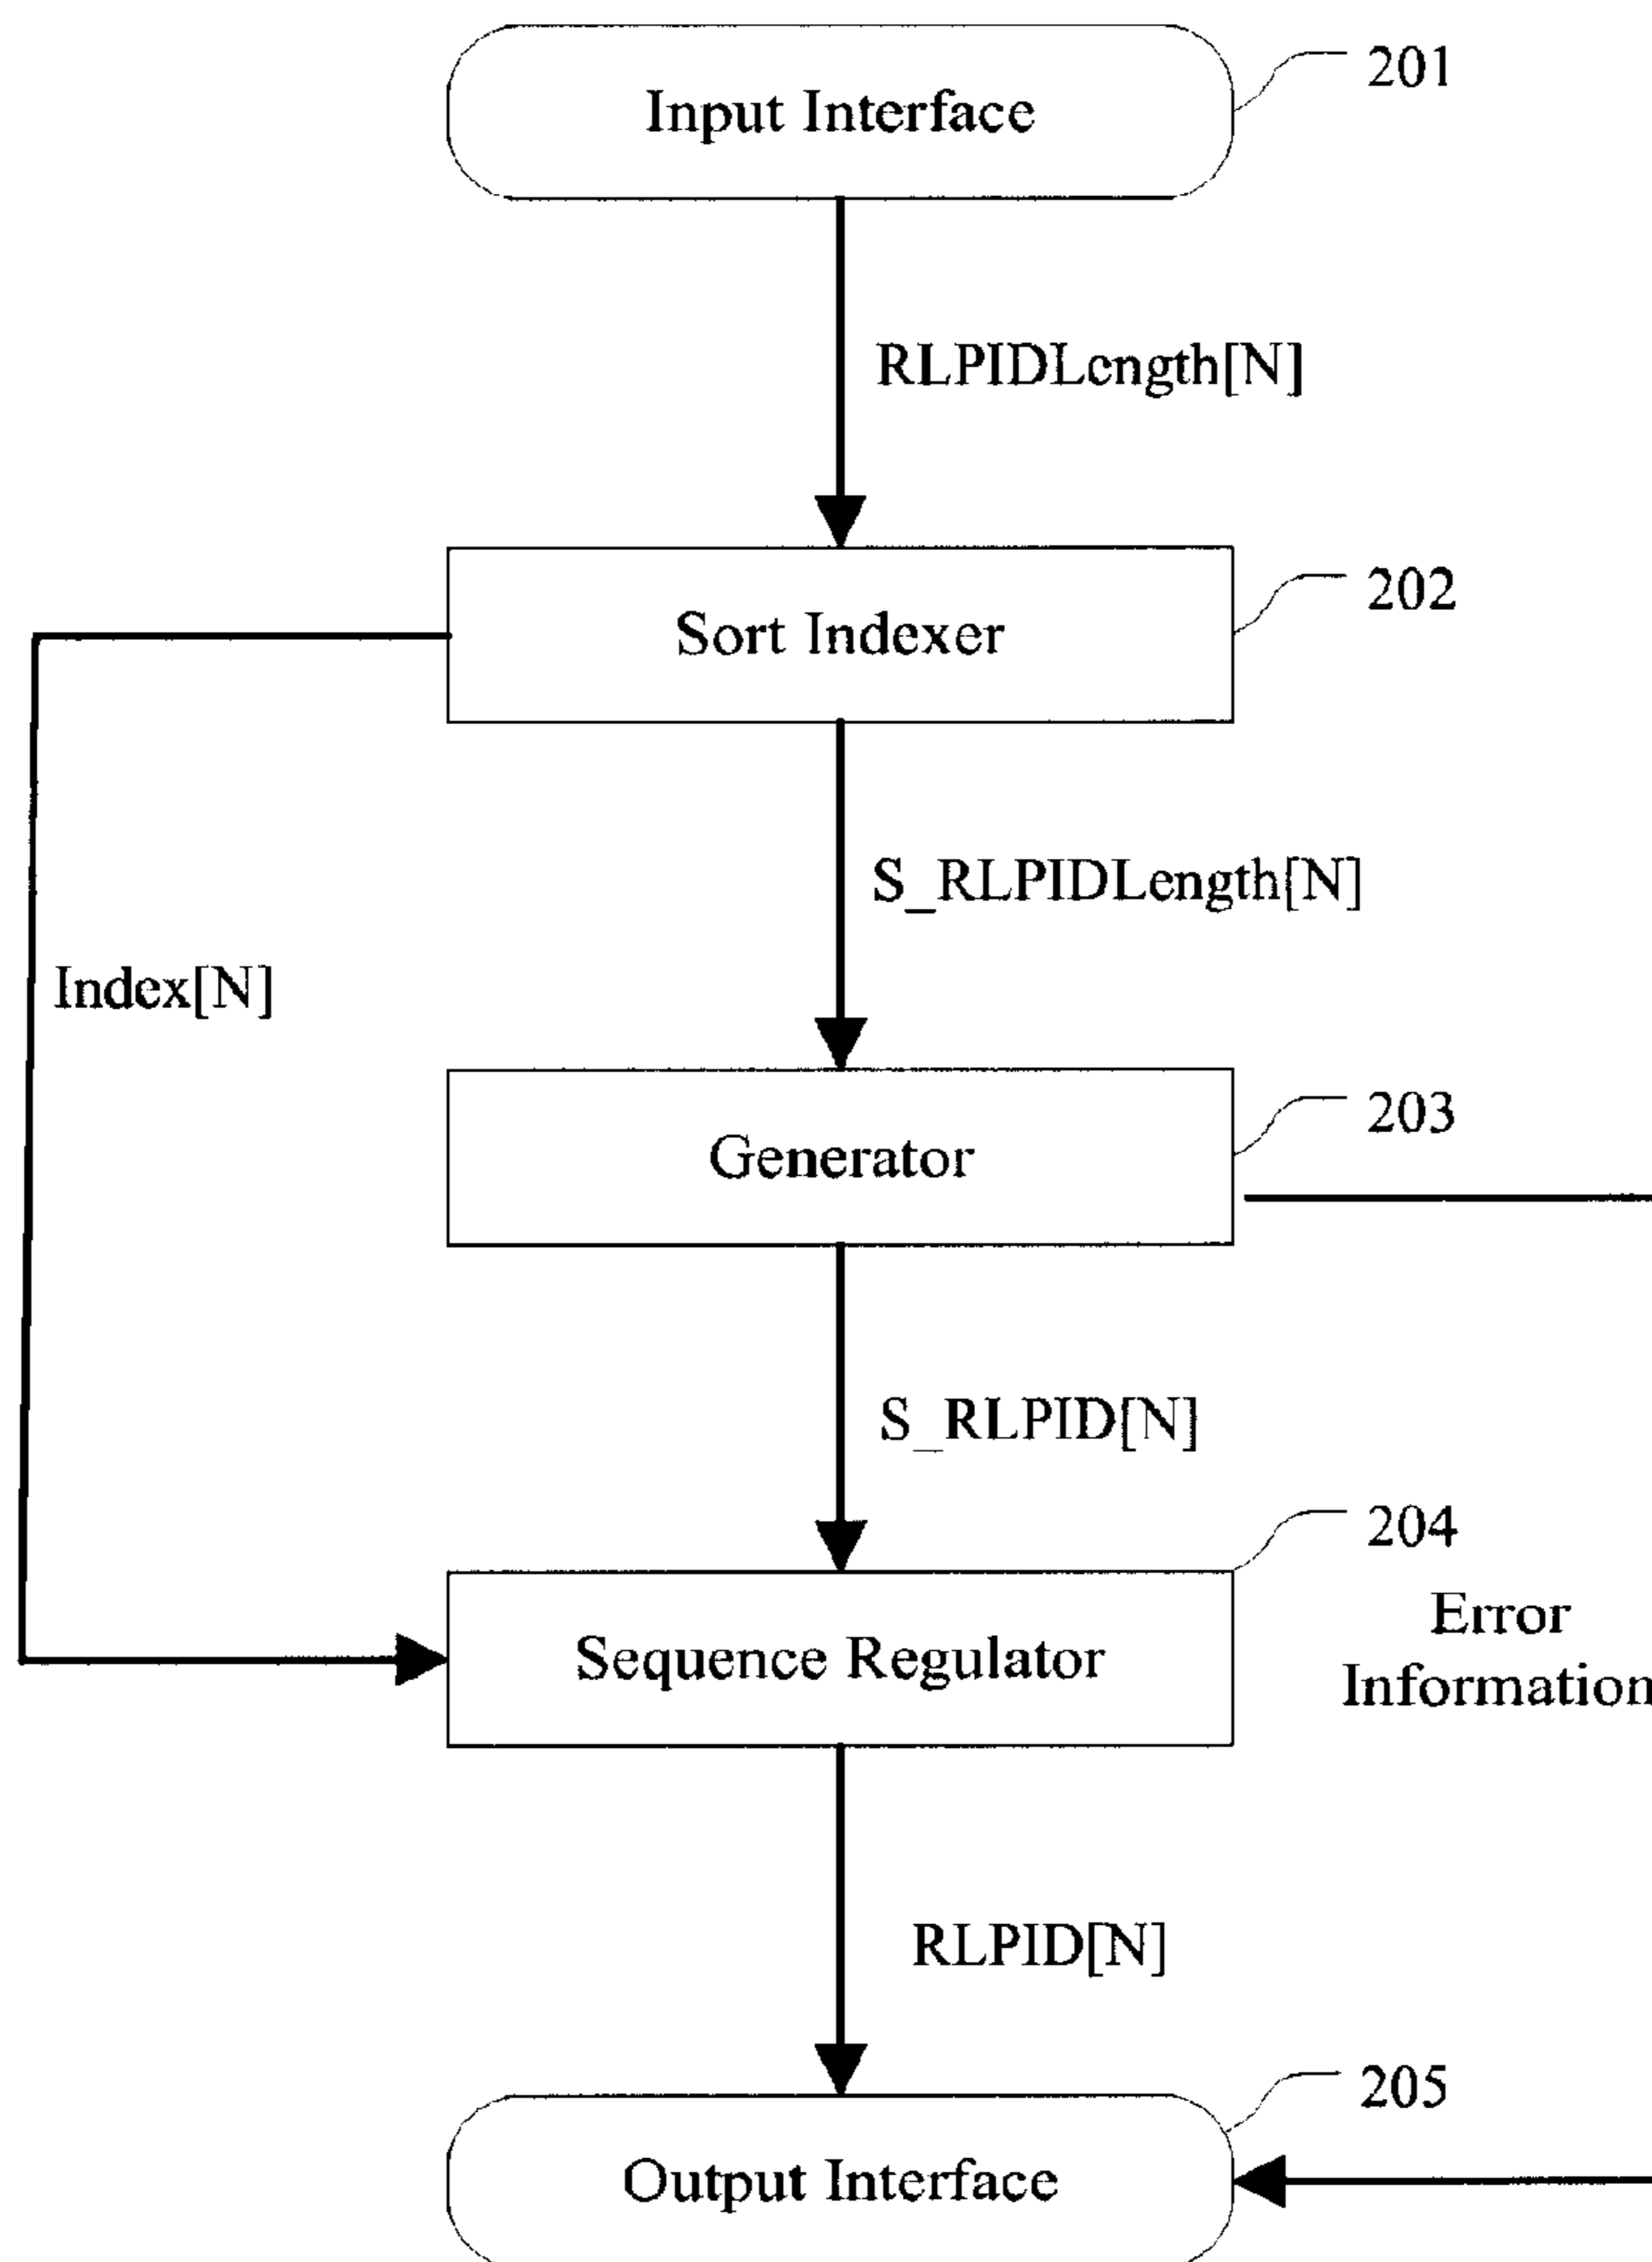 Input Interface
201
RLPIDLength[N]
Sort Indexer
202
S_RLPIDLength[N]
Index[N]
Generator
203
S_RLPID[N]
204
Sequence Regulator
Error
Information
RLPID[N]
205
Output Interface